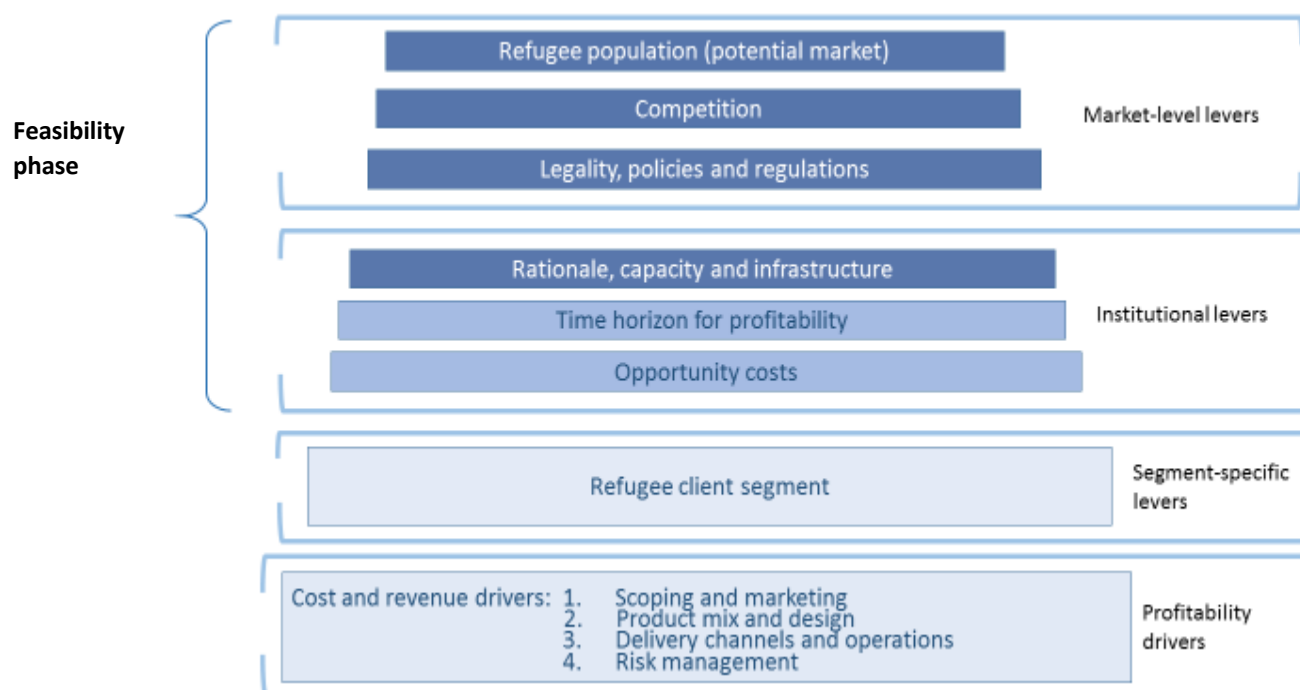 Refugee population (potential market)
Competition
Market-level levers
Feasibility
phase
Legality, policies and regulations
Rationale, capacity and infrastructure
Time horizon for profitability
Institutional levers
Opportunity costs
Refugee client segment
Segment-specific
levers
Cost and revenue drivers: 1. Scoping and marketing
2. Product mix and design
3. Delivery channels and operations
4. Risk management
Profitability
drivers